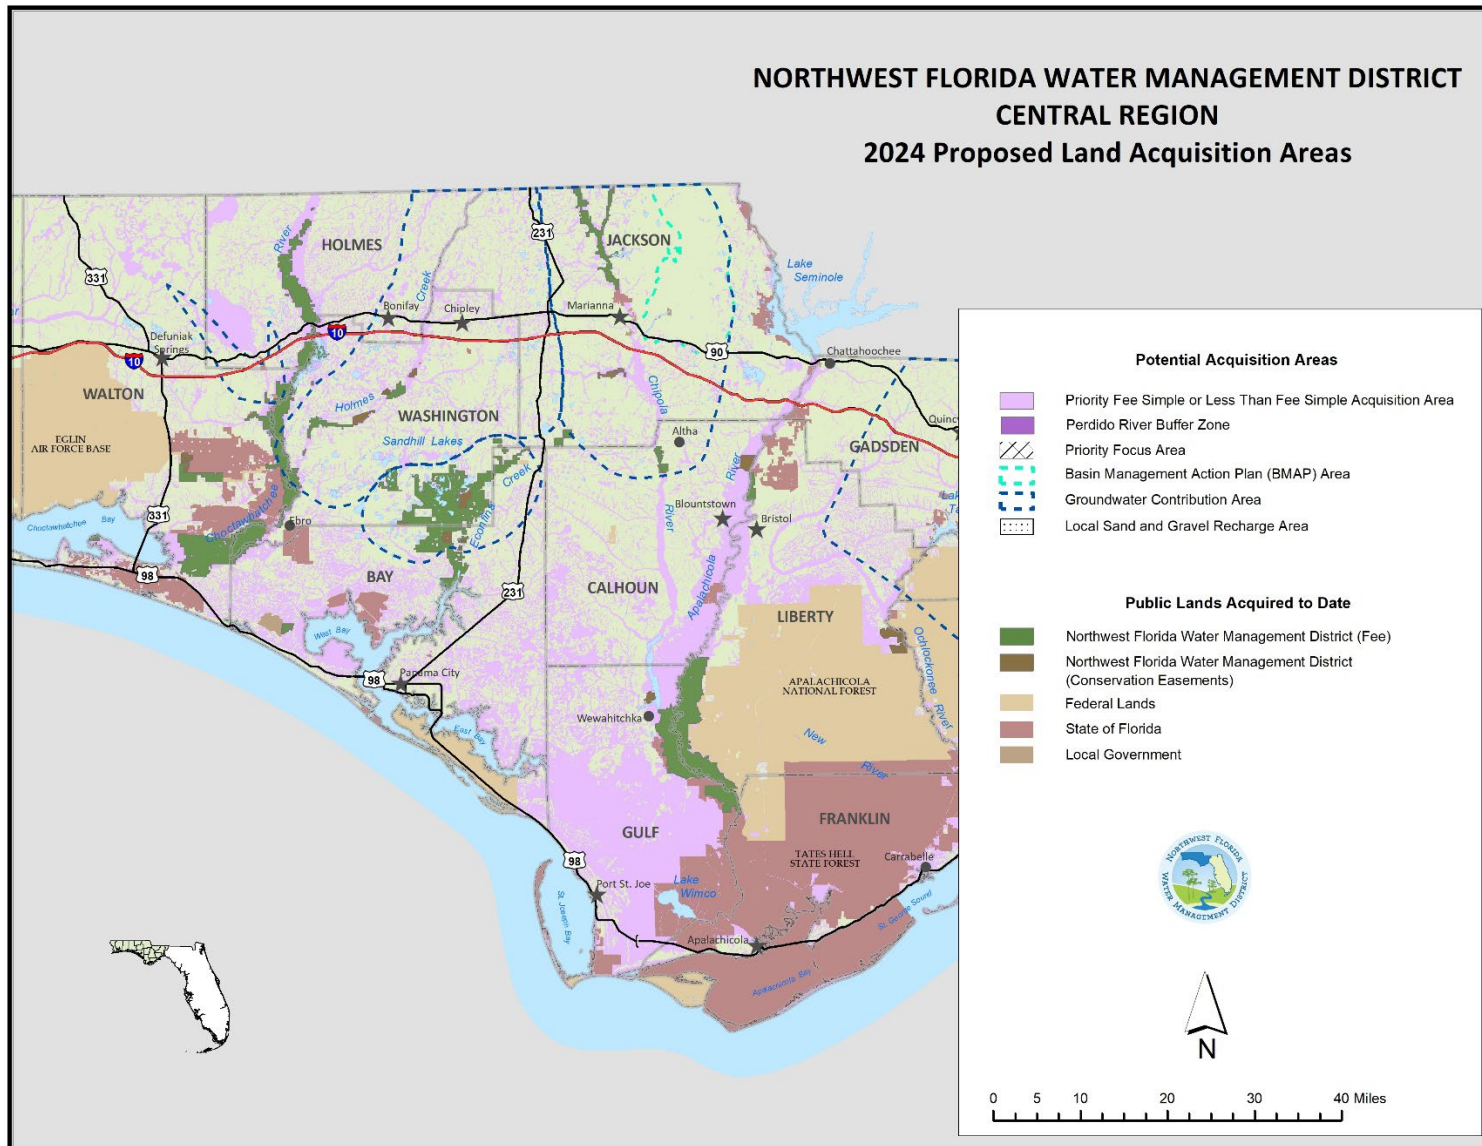 NORTHWEST FLORIDA WATER MANAGEMENT DISTRICT
CENTRAL REGION
2024 Proposed Land Acquisition Areas
HOLMES
River
JACKSON
231
331
Lake
Seminole
Creek
Bonifay
Chipley
Marianna
10
Defuniak
Springs
10
90
Chattahoochee
WALTON
Holmes
WASHINGTON
Chipola
Quincy
EGLIN
AIR FORCE BASE
Sandhill Lakes
Altha
GADSDEN
Creek
River
Blountstown
Bristol
River
331
Choctawhatchee Bay
Choctawhatchee
Ebro
Econfina
98
BAY
231
CALHOUN
Apalachicola
LIBERTY
Ochlockonee
River
West Bay
98
Panama City
APALACHICOLA
NATIONAL FOREST
Wewahitchka
East Bay
New
River
GULF
FRANKLIN
98
TATES HELL
STATE FOREST
Carrabelle
Port St. Joe
Lake
Wimco
St. Joseph Bay
Apalachicola
St. George Sound
Apalachicola Bay
Potential Acquisition Areas
Priority Fee Simple or Less Than Fee Simple Acquisition Area
Perdido River Buffer Zone
Priority Focus Area
Basin Management Action Plan (BMAP) Area
Groundwater Contribution Area
Local Sand and Gravel Recharge Area
Public Lands Acquired to Date
Northwest Florida Water Management District (Fee)
Northwest Florida Water Management District
(Conservation Easements)
Federal Lands
State of Florida
Local Government
NORTHWEST FLORIDA
WATER MANAGEMENT DISTRICT
N
0 5 10 20 30 40 Miles